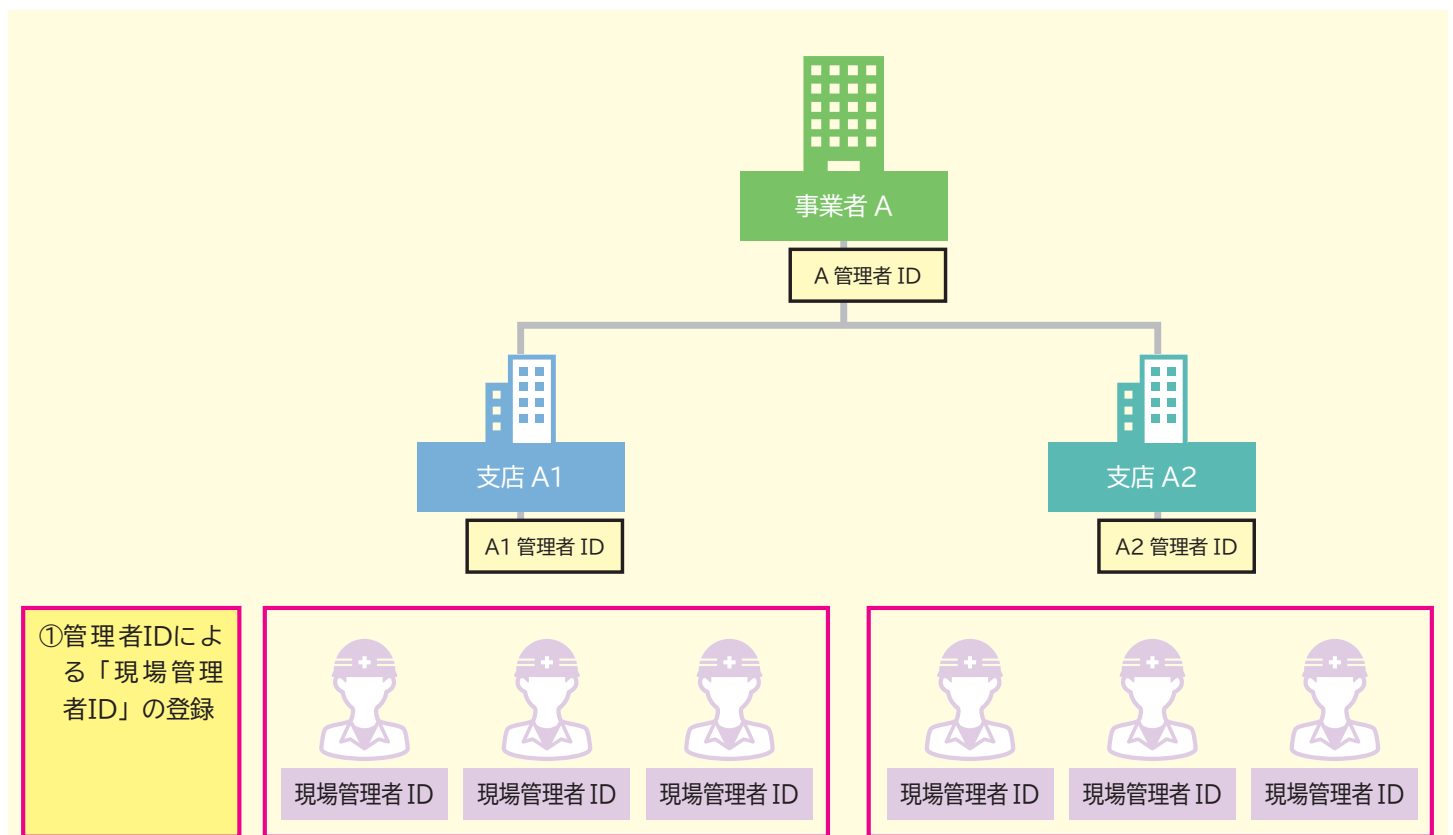 事業者 A
A 管理者 ID
支店 A1
支店 A2
A1 管理者 ID
A2 管理者 ID
①管理者IDによ
る「現場管理
者ID」の登録
現場管理者 ID
現場管理者 ID
現場管理者 ID
現場管理者 ID
現場管理者 ID
現場管理者 ID